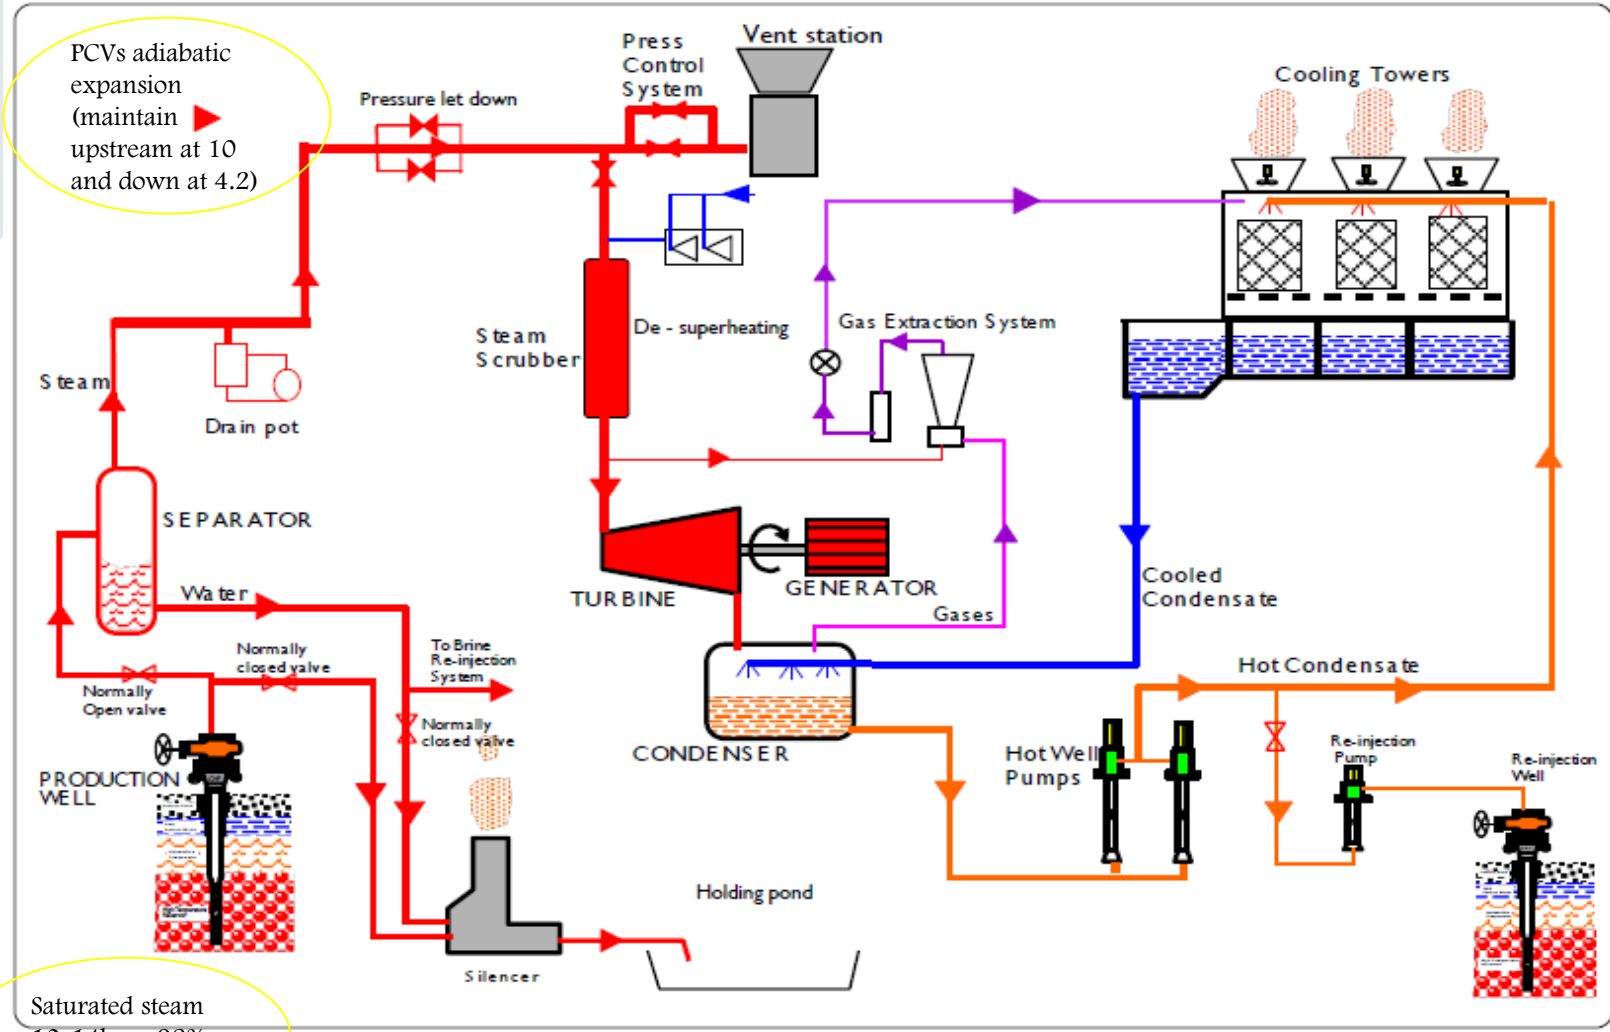 PCVs adiabatic
expansion
(maintain
upstream at 10
and down at 4.2)
Pressure let down
Press
Control
System
Vent station
Cooling Towers
Steam
Scrubber
De - superheating
Gas Extraction System
Steam
Drain pot
SEPARATOR
Water
TURBINE
GENERATOR
Gases
Cooled
Condensate
Normally
closed valve
To Brine
Re-injection
System
Normally
Open valve
Normally
closed valve
CONDENSER
Hot Condensate
Hot Well
Pumps
Re-injection
Pump
Re-injection
Well
PRODUCTION
WELL
Holding pond
Silencer
Saturated steam